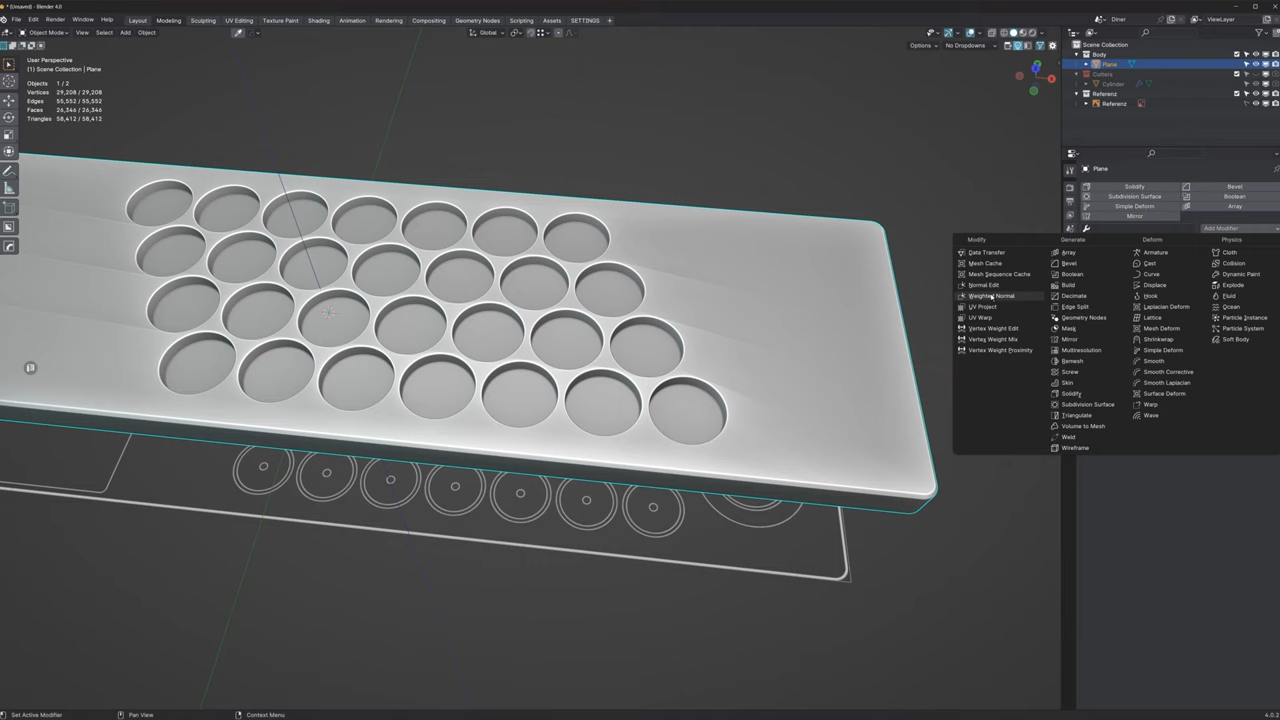 * (Unsaved) - Blender 4.0
File Edit Render Window Help Layout Modeling Sculpting UV Editing Texture Paint Shading Animation Rendering Compositing Geometry Nodes Scripting Assets SETTINGS + Diner ViewLayer
Object Mode View Select Add Object Global
Options No Dropdowns
Scene Collection
Body
Plane
Cutters
Cylinder
Referenz
Referenz
User Perspective
(1) Scene Collection | Plane
Objects 1 / 2
Vertices 29,208 / 29,208
Edges 55,552 / 55,552
Faces 26,346 / 26,346
Triangles 58,412 / 58,412
Plane
Solidify Bevel
Subdivision Surface Boolean
Simple Deform Array
Mirror
Add Modifier
Modify Generate Deform Physics
Data Transfer Array Armature Cloth
Mesh Cache Bevel Cast Collision
Mesh Sequence Cache Boolean Curve Dynamic Paint
Normal Edit Build Displace Explode
Weighted Normal Decimate Hook Fluid
UV Project Edge Split Laplacian Deform Ocean
UV Warp Geometry Nodes Lattice Particle Instance
Vertex Weight Edit Mask Mesh Deform Particle System
Vertex Weight Mix Mirror Shrinkwrap Soft Body
Vertex Weight Proximity Multiresolution Simple Deform
Remesh Smooth
Screw Smooth Corrective
Skin Smooth Laplacian
Solidify Surface Deform
Subdivision Surface Warp
Triangulate Wave
Volume to Mesh
Weld
Wireframe
Set Active Modifier Pan View Context Menu 4.0.2